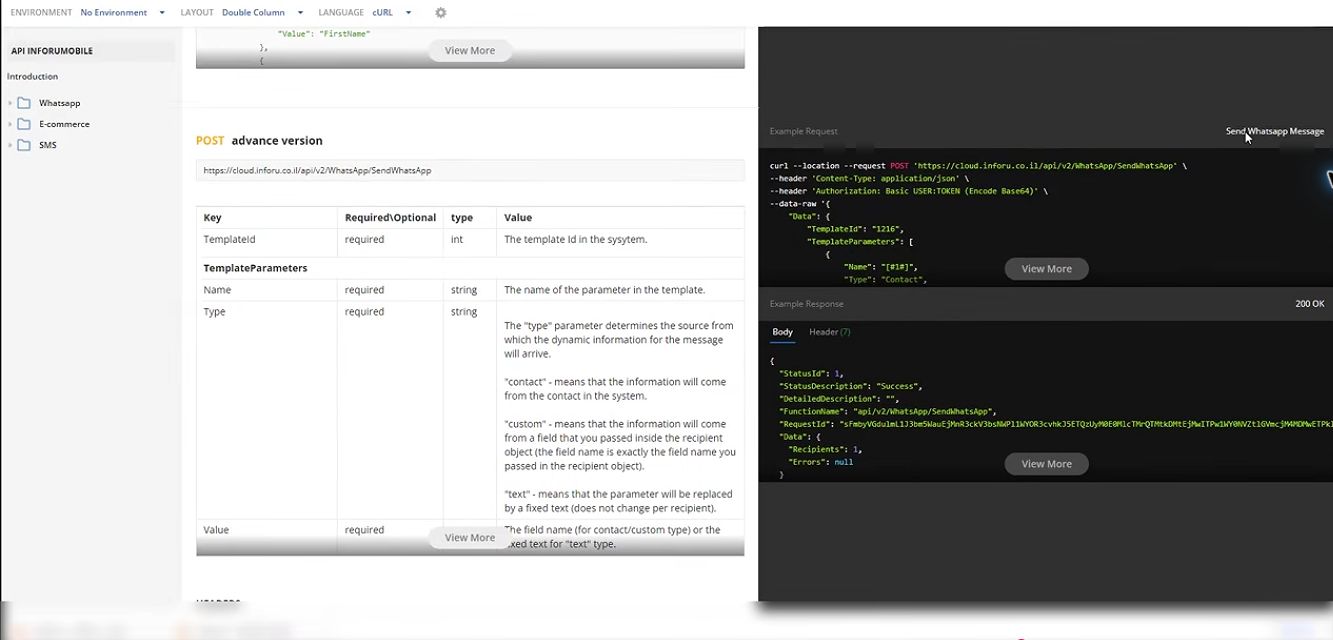 ENVIRONMENT No Environment LAYOUT Double Column LANGUAGE cURL
API INFORUMOBILE
Introduction
Whatsapp
E-commerce
SMS
"Value": "FirstName"
},
{
View More
POST advance version
https://cloud.inforu.co.il/api/v2/WhatsApp/SendWhatsApp
Key Required\Optional type Value
TemplateId required int The template Id in the sysytem.
TemplateParameters
Name required string The name of the parameter in the template.
Type required string
The "type" parameter determines the source from
which the dynamic information for the message
will arrive.
"contact" - means that the information will come
from the contact in the system.
"custom" - means that the information will come
from a field that you passed inside the recipient
object (the field name is exactly the field name you
passed in the recipient object).
"text" - means that the parameter will be replaced
by a fixed text (does not change per recipient).
Value required The field name (for contact/custom type) or the
fixed text for "text" type.
View More
Example Request Send Whatsapp Message
curl --location --request POST 'https://cloud.inforu.co.il/api/v2/WhatsApp/SendWhatsApp' \
--header 'Content-Type: application/json' \
--header 'Authorization: Basic USER:TOKEN (Encode Base64)' \
--data-raw '{
"Data": {
"TemplateId": "1216",
"TemplateParameters": [
{
"Name": "[#1#]",
"Type": "Contact",
View More
Example Response 200 OK
Body Header (7)
{
"StatusId": 1,
"StatusDescription": "Success",
"DetailedDescription": "",
"FunctionName": "api/v2/WhatsApp/SendWhatsApp",
"RequestId":
"Data": {
"Recipients": 1,
"Errors": null
}
View More